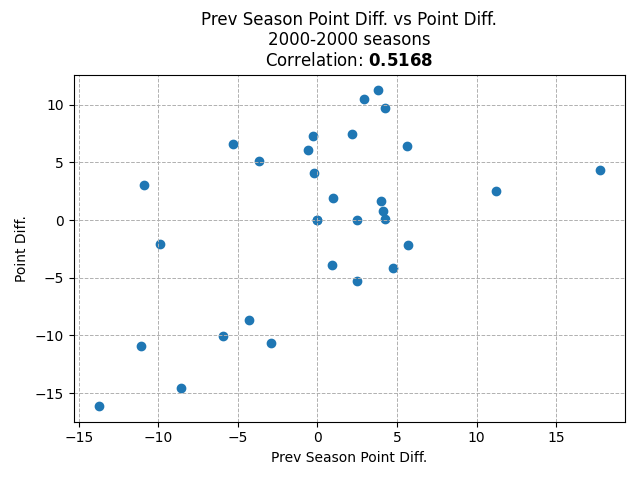 Prev Season Point Diff. vs Point Diff.
2000-2000 seasons
Correlation: 0.5168
10
5
0
−5
−10
−15
Point Diff.
−15 −10 −5 0 5 10 15
Prev Season Point Diff.